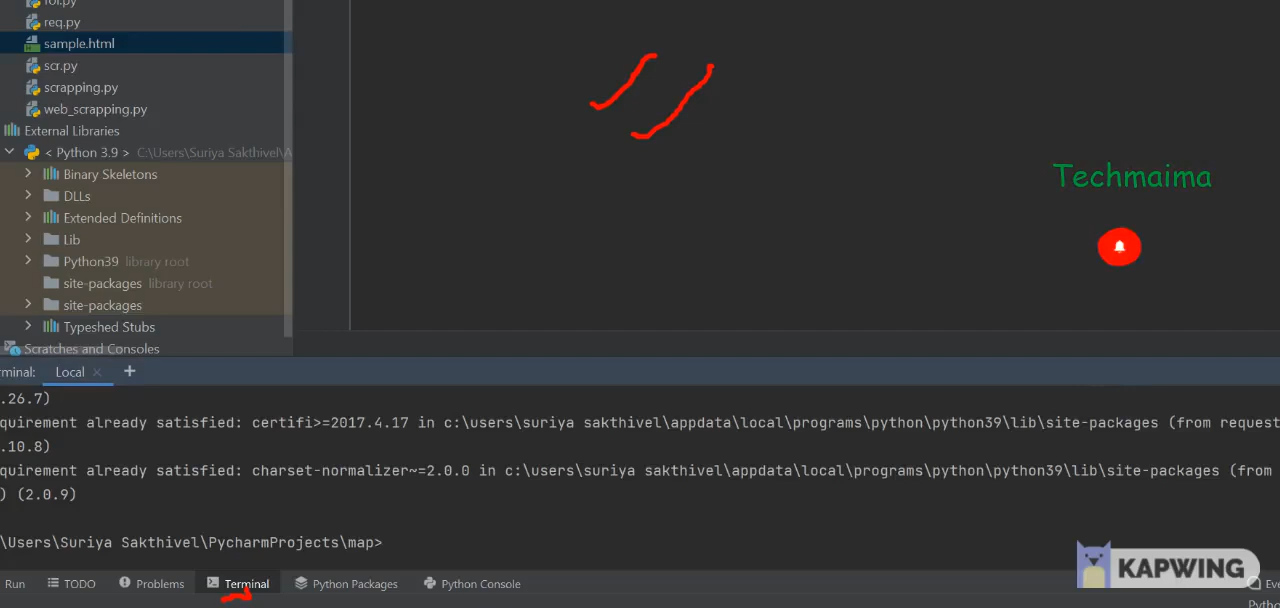 req.py
sample.html
scr.py
scrapping.py
web_scrapping.py
External Libraries
< Python 3.9 > C:\Users\Suriya Sakthivel\A
Binary Skeletons
DLLs
Extended Definitions
Lib
Python39 library root
site-packages library root
site-packages
Typeshed Stubs
Scratches and Consoles
Techmaima
rminal: Local × +
.26.7)
quirement already satisfied: certifi>=2017.4.17 in c:\users\suriya sakthivel\appdata\local\programs\python\python39\lib\site-packages (from request
.10.8)
quirement already satisfied: charset-normalizer~=2.0.0 in c:\users\suriya sakthivel\appdata\local\programs\python\python39\lib\site-packages (from
) (2.0.9)
\Users\Suriya Sakthivel\PycharmProjects\map>
KAPWING
Run TODO Problems Terminal Python Packages Python Console Eve
Pytho